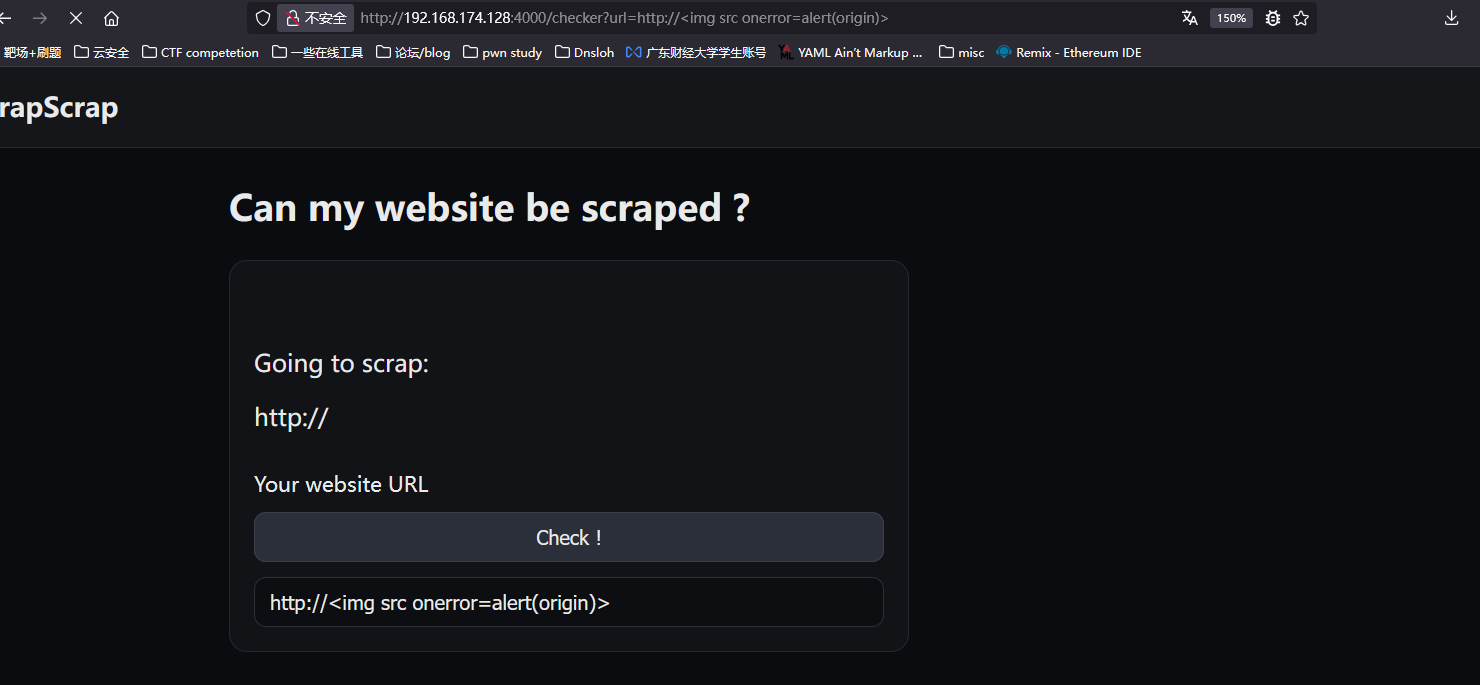 不安全 http://192.168.174.128:4000/checker?url=http://<img src onerror=alert(origin)> 150%
靶场+刷题 云安全 CTF competetion 一些在线工具 论坛/blog pwn study Dnsloh 广东财经大学学生账号 YAML Ain't Markup ... misc Remix - Ethereum IDE
rapScrap
Can my website be scraped ?
Going to scrap:
http://
Your website URL
Check !
http://<img src onerror=alert(origin)>